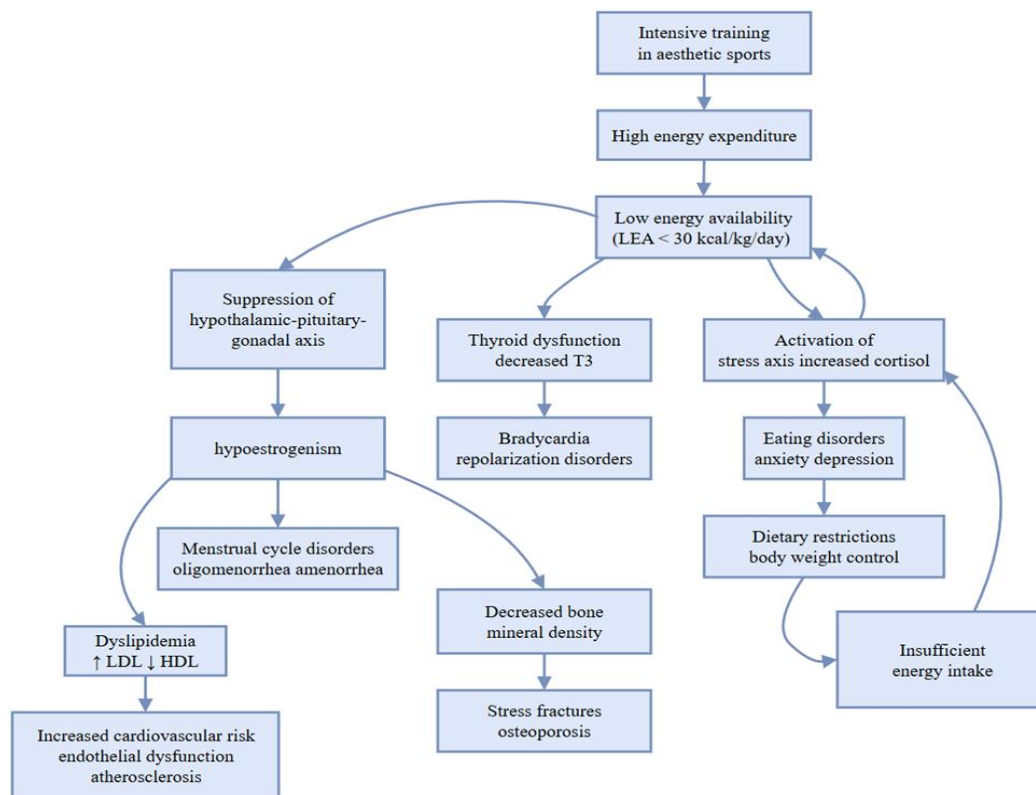 Intensive training
in aesthetic sports
High energy expenditure
Low energy availability
(LEA < 30 kcal/kg/day)
Suppression of
hypothalamic-pituitary-
gonadal axis
Thyroid dysfunction
decreased T3
Activation of
stress axis increased cortisol
hypoestrogenism
Bradycardia
repolarization disorders
Eating disorders
anxiety depression
Menstrual cycle disorders
oligomenorrhea amenorrhea
Dietary restrictions
body weight control
Decreased bone
mineral density
Dyslipidemia
↑ LDL ↓ HDL
Insufficient
energy intake
Stress fractures
osteoporosis
Increased cardiovascular risk
endothelial dysfunction
atherosclerosis